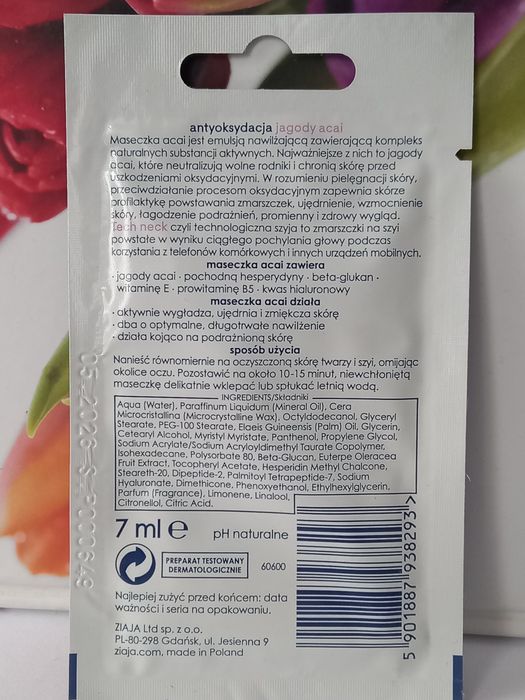 antyoksydacja jagody acai
Maseczka acai jest emulsją nawilżającą zawierającą kompleks
naturalnych substancji aktywnych. Najważniejsze z nich to jagody
acai, które neutralizują wolne rodniki i chronią skórę przed
uszkodzeniami oksydacyjnymi. W rozumieniu pielęgnacji skóry,
przeciwdziałanie procesom oksydacyjnym zapewnia skórze
profilaktykę powstawania zmarszczek, ujędrnienie, wzmocnienie
skóry, łagodzenie podrażnień, promienny i zdrowy wygląd.
Tech neck czyli technologiczna szyja to zmarszczki na szyi
powstałe w wyniku ciągłego pochylania głowy podczas
korzystania z telefonów komórkowych i innych urządzeń mobilnych.
maseczka acai zawiera
· jagody acai · pochodną hesperydyny · beta-glukan ·
witaminę E · prowitaminę B5 · kwas hialuronowy
maseczka acai działa
· aktywnie wygładza, ujędrnia i zmiękcza skórę
· dba o optymalne, długotrwałe nawilżenie
· działa kojąco na podrażnioną skórę
sposób użycia
Nanieść równomiernie na oczyszczoną skórę twarzy i szyi, omijając
okolice oczu. Pozostawić na około 10-15 minut, niewchłoniętą
maseczkę delikatnie wklepać lub spłukać letnią wodą.
INGREDIENTS/Składniki
Aqua (Water), Paraffinum Liquidum (Mineral Oil), Cera
Microcristallina (Microcrystalline Wax), Octyldodecanol, Glyceryl
Stearate, PEG-100 Stearate, Elaeis Guineensis (Palm) Oil, Glycerin,
Cetearyl Alcohol, Myristyl Myristate, Panthenol, Propylene Glycol,
Sodium Acrylate/Sodium Acryloyldimethyl Taurate Copolymer,
Isohexadecane, Polysorbate 80, Beta-Glucan, Euterpe Oleracea
Fruit Extract, Tocopheryl Acetate, Hesperidin Methyl Chalcone,
Steareth-20, Dipeptide-2, Palmitoyl Tetrapeptide-7, Sodium
Hyaluronate, Dimethicone, Phenoxyethanol, Ethylhexylglycerin,
Parfum (Fragrance), Limonene, Linalool,
Citronellol, Citric Acid.
7 ml e
pH naturalne
PREPARAT TESTOWANY
DERMATOLOGICZNIE
60600
Najlepiej zużyć przed końcem: data
ważności i seria na opakowaniu.
ZIAJA Ltd sp. z o.o.
PL-80-298 Gdańsk, ul. Jesienna 9
ziaja.com, made in Poland
5 901887 938293 >